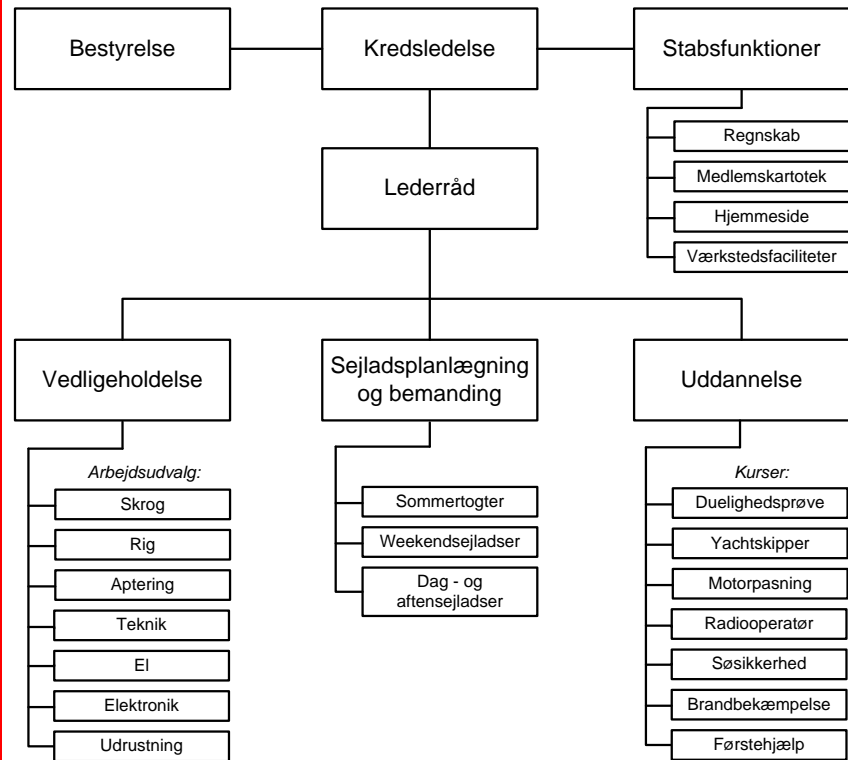 Bestyrelse
Kredsledelse
Stabsfunktioner
Regnskab
Medlemskartotek
Hjemmeside
Værkstedsfaciliteter
Lederråd
Vedligeholdelse
Arbejdsudvalg:
Skrog
Rig
Aptering
Teknik
El
Elektronik
Udrustning
Sejladsplanlægning
og bemanding
Sommertogter
Weekendsejladser
Dag - og
aftensejladser
Uddannelse
Kurser:
Duelighedsprøve
Yachtskipper
Motorpasning
Radiooperatør
Søsikkerhed
Brandbekæmpelse
Førstehjælp